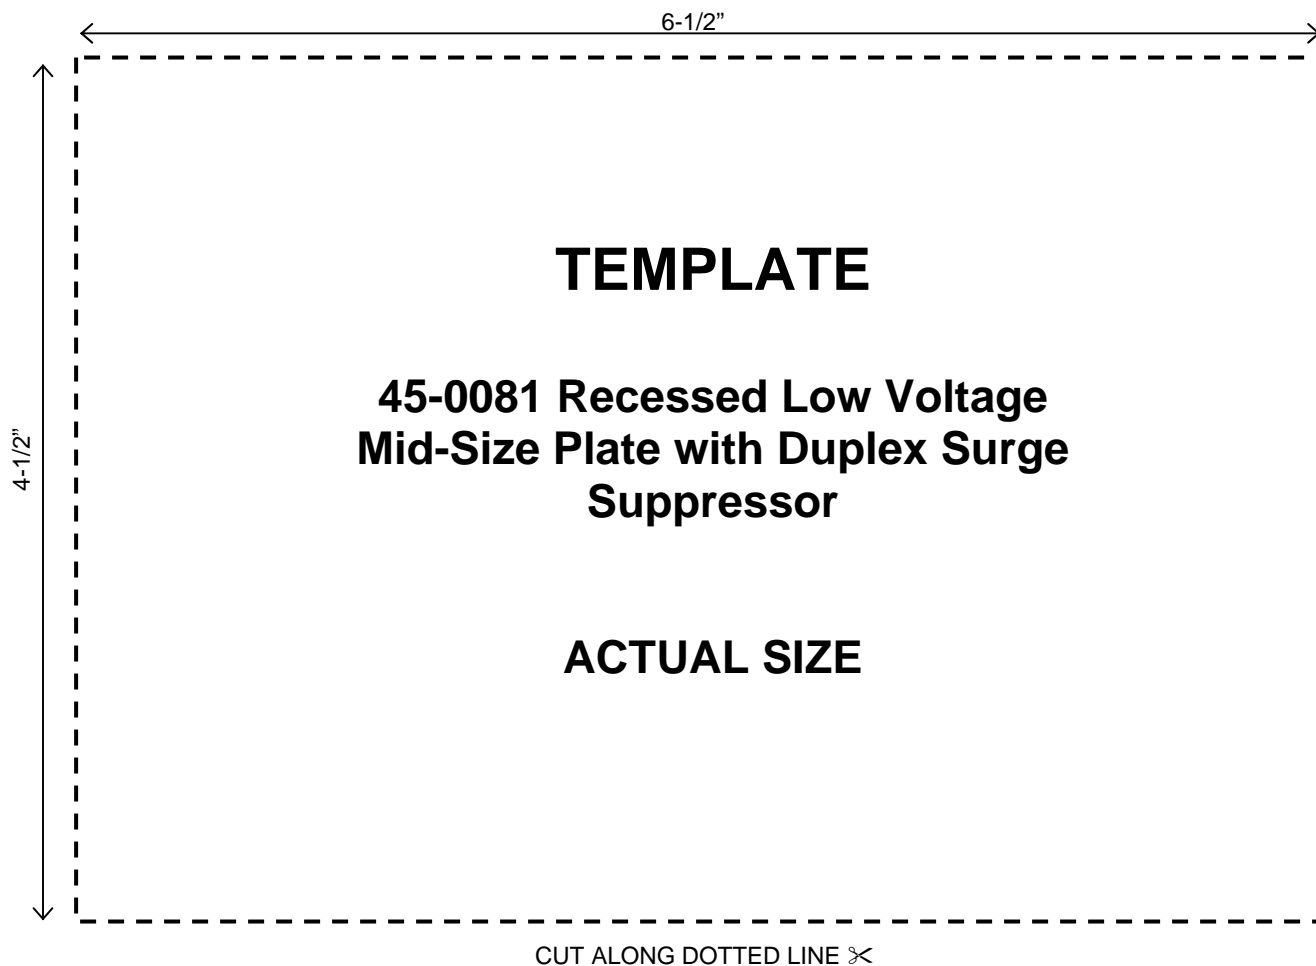 6-1/2”
4-1/2”
TEMPLATE
45-0081 Recessed Low Voltage
Mid-Size Plate with Duplex Surge
Suppressor
ACTUAL SIZE
CUT ALONG DOTTED LINE ✂